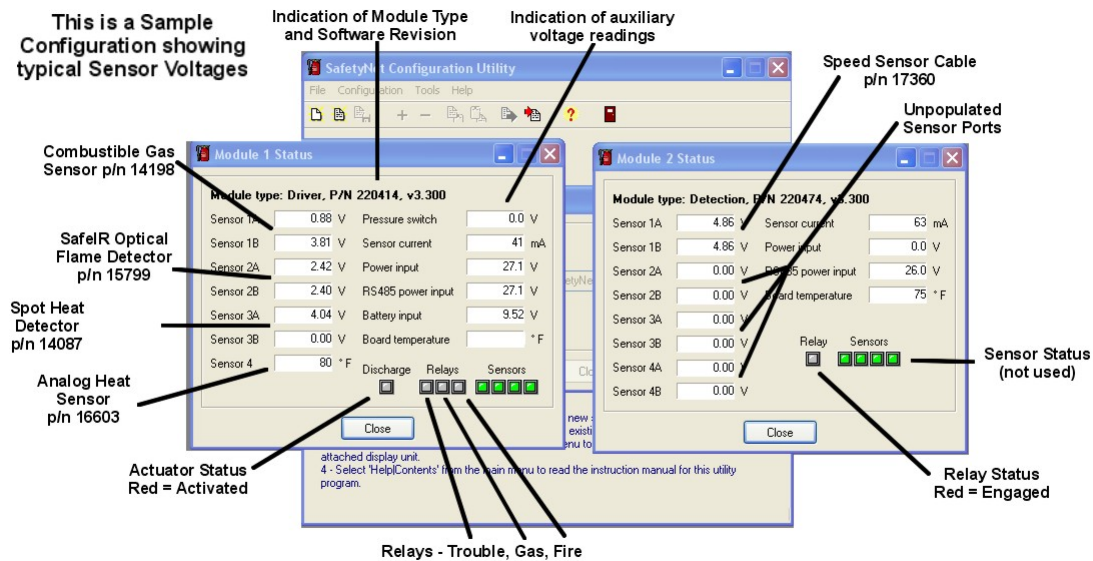 This is a Sample
Configuration showing
typical Sensor Voltages
Indication of Module Type
and Software Revision
Indication of auxiliary
voltage readings
Speed Sensor Cable
p/n 17360
Unpopulated
Sensor Ports
Combustible Gas
Sensor p/n 14198
SafeIR Optical
Flame Detector
p/n 15799
Spot Heat
Detector
p/n 14087
Analog Heat
Sensor
p/n 16603
Actuator Status
Red = Activated
Relays - Trouble, Gas, Fire
Sensor Status
(not used)
Relay Status
Red = Engaged
SafetyNet Configuration Utility
File Configuration Tools Help
Module 1 Status
Module type: Driver, P/N 220414, v3.300
Sensor 1A 0.88 V Pressure switch 0.0 V
Sensor 1B 3.81 V Sensor current 41 mA
Sensor 2A 2.42 V Power input 27.1 V
Sensor 2B 2.40 V RS485 power input 27.1 V
Sensor 3A 4.04 V Battery input 9.52 V
Sensor 3B 0.00 V Board temperature ° F
Sensor 4 80 ° F
Discharge Relays Sensors
Close
Module 2 Status
Module type: Detection, P/N 220474, v3.300
Sensor 1A 4.86 V Sensor current 63 mA
Sensor 1B 4.86 V Power input 0.0 V
Sensor 2A 0.00 V RS485 power input 26.0 V
Sensor 2B 0.00 V Board temperature 75 ° F
Sensor 3A 0.00 V
Sensor 3B 0.00 V
Sensor 4A 0.00 V
Sensor 4B 0.00 V
Relay Sensors
Close
new
attached display unit.
4 - Select 'Help|Contents' from the main menu to read the instruction manual for this utility
program.